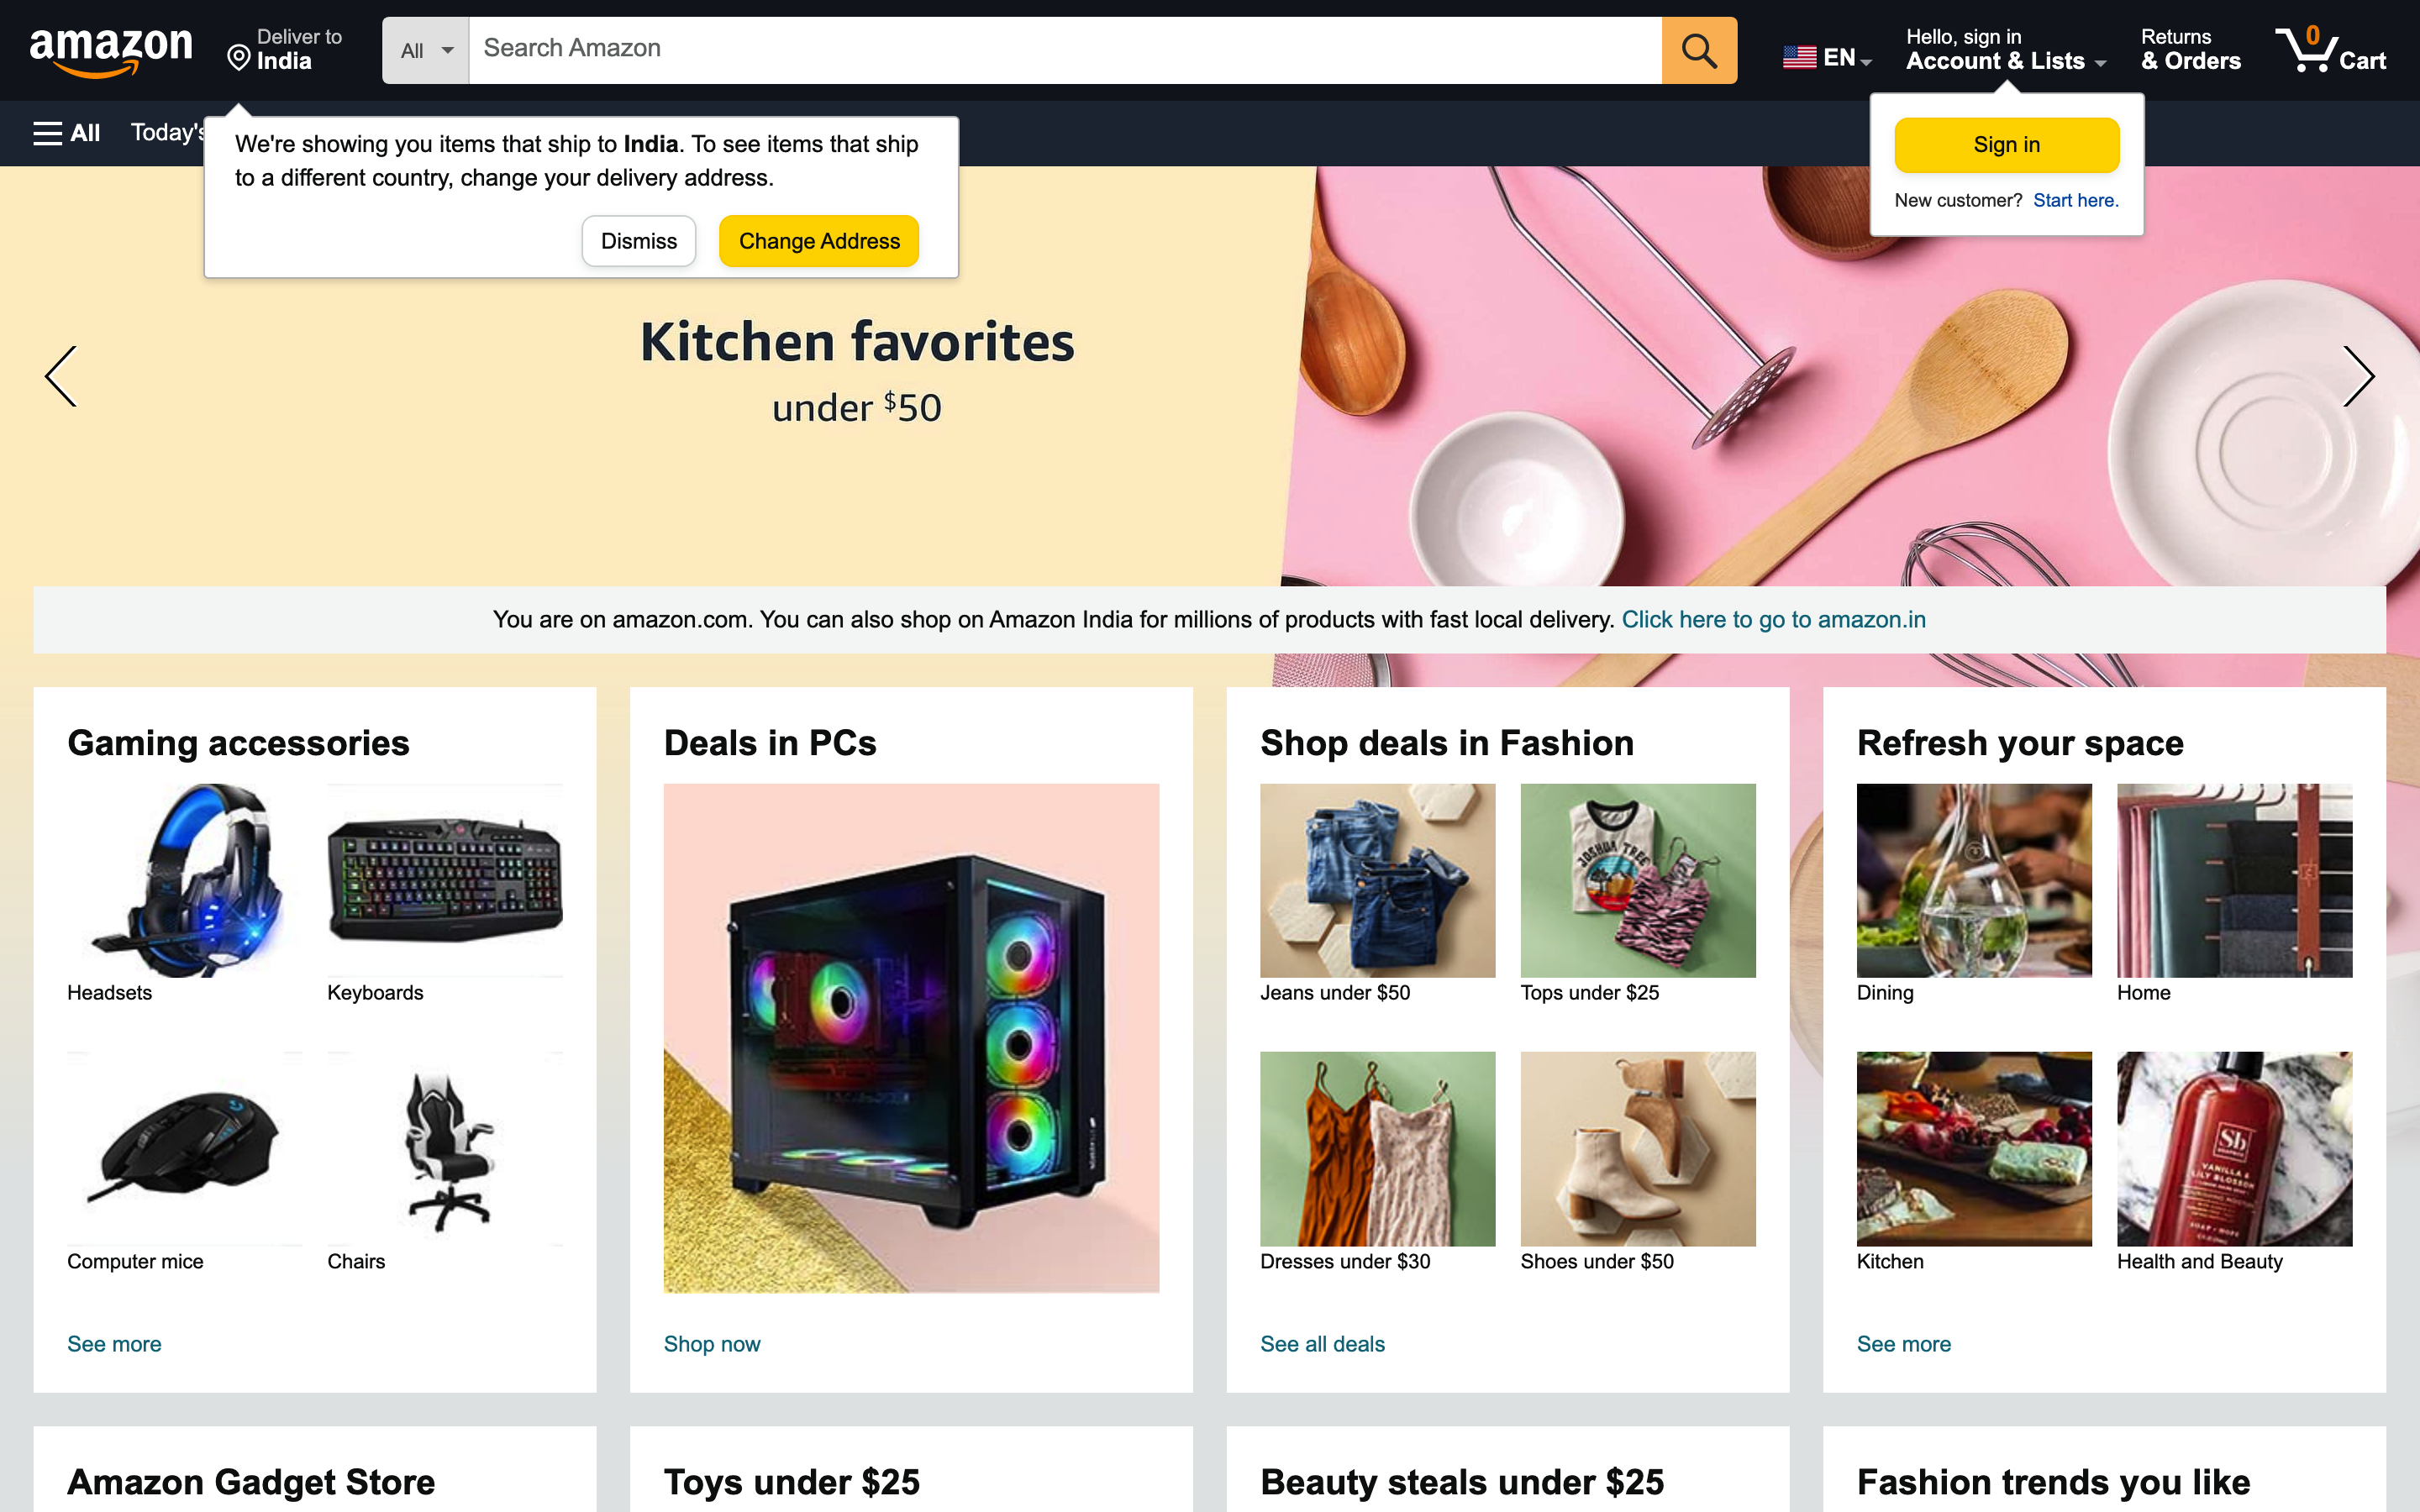 amazon
Deliver to
India
All
Search Amazon
EN
Hello, sign in
Account & Lists
Returns
& Orders
0
Cart
All
Today's
We're showing you items that ship to India. To see items that ship
to a different country, change your delivery address.
Dismiss
Change Address
Sign in
New customer? Start here.
Kitchen favorites
under $50
You are on amazon.com. You can also shop on Amazon India for millions of products with fast local delivery. Click here to go to amazon.in
Gaming accessories
Headsets
Keyboards
Computer mice
Chairs
See more
Deals in PCs
Shop now
Shop deals in Fashion
JOSHUA TREE
Jeans under $50
Tops under $25
Dresses under $30
Shoes under $50
See all deals
Refresh your space
Dining
Home
Sb
VANILLA &
LILY BLOSSOM
Kitchen
Health and Beauty
See more
Amazon Gadget Store
Toys under $25
Beauty steals under $25
Fashion trends you like